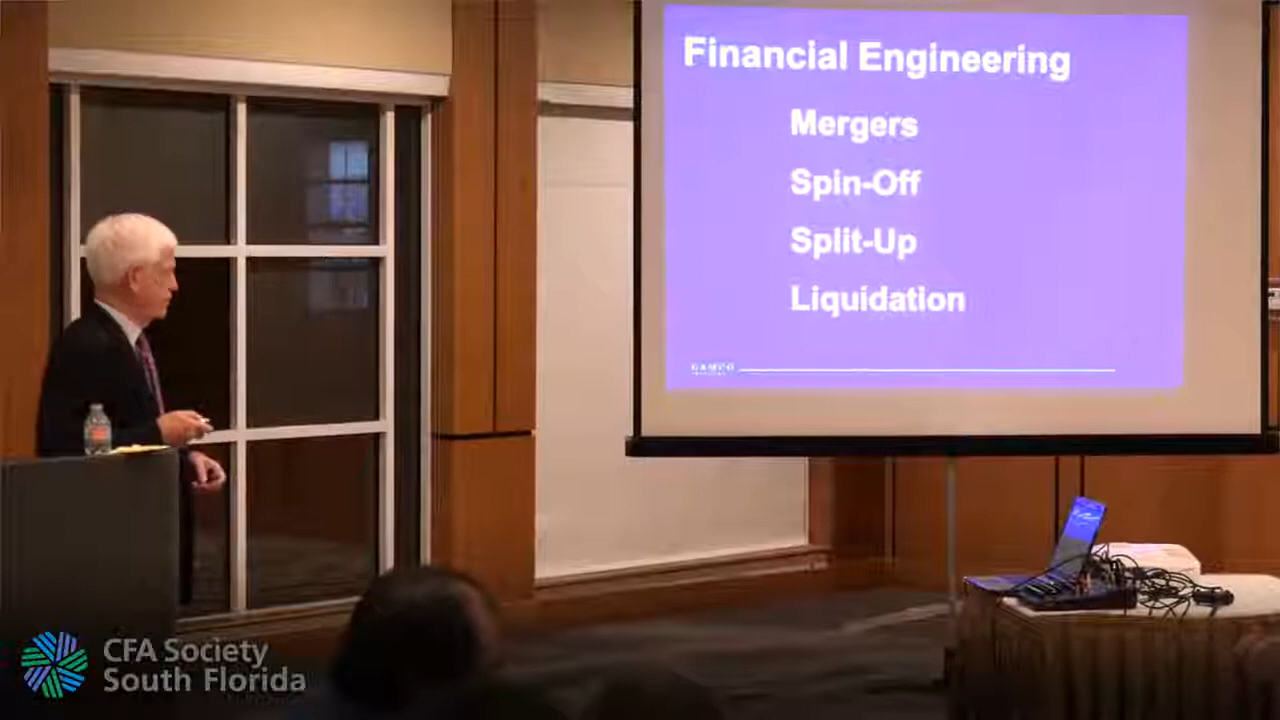 Financial Engineering
Mergers
Spin-Off
Split-Up
Liquidation
GAMCO
CFA Society
South Florida